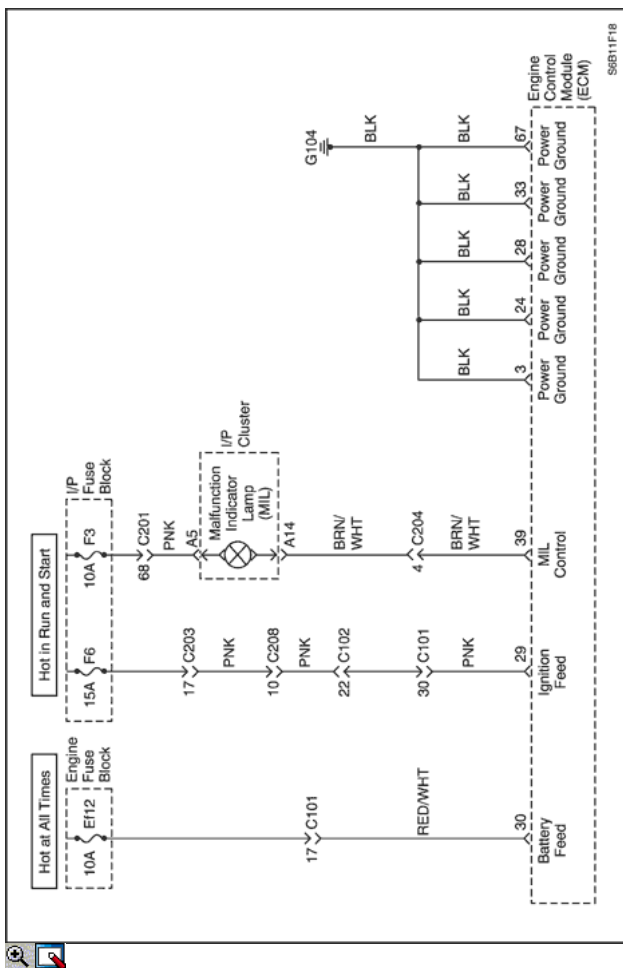 Hot at All Times
Hot in Run and Start
Engine
Fuse
Block
10A Ef12
I/P
Fuse
Block
15A F6
10A F3
17 C203
68 C201
PNK
PNK
A5
I/P
Cluster
Malfunction
Indicator
Lamp
(MIL)
10 C208
PNK
A14
22 C102
17 C101
BRN/
WHT
30 C101
4 C204
RED/WHT
PNK
BRN/
WHT
G104
BLK
BLK
BLK
BLK
BLK
BLK
30
29
39
3
24
28
33
67
Battery
Feed
Ignition
Feed
MIL
Control
Power
Ground
Power
Ground
Power
Ground
Power
Ground
Power
Ground
Engine
Control
Module
(ECM)
S6B11F18